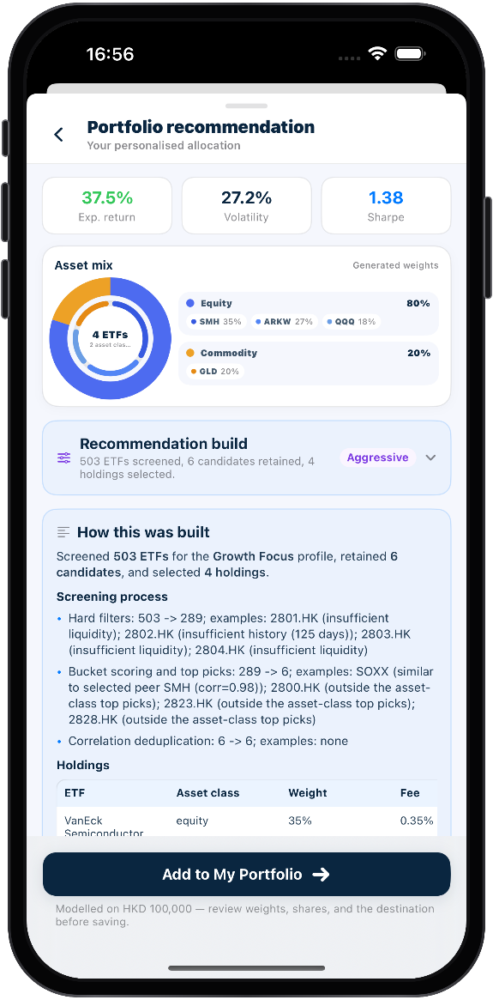 16:56
Portfolio recommendation
Your personalised allocation
37.5%
Exp. return
27.2%
Volatility
1.38
Sharpe
Asset mix
Generated weights
4 ETFs
2 asset clas...
Equity 80%
SMH 35% ARKW 27% QQQ 18%
Commodity 20%
GLD 20%
Recommendation build
503 ETFs screened, 6 candidates retained, 4
holdings selected.
Aggressive
How this was built
Screened 503 ETFs for the Growth Focus profile, retained 6
candidates, and selected 4 holdings.
Screening process
• Hard filters: 503 -> 289; examples: 2801.HK (insufficient
liquidity); 2802.HK (insufficient history (125 days)); 2803.HK
(insufficient liquidity); 2804.HK (insufficient liquidity)
• Bucket scoring and top picks: 289 -> 6; examples: SOXX (similar
to selected peer SMH (corr=0.98)); 2800.HK (outside the asset-
class top picks); 2823.HK (outside the asset-class top picks);
2828.HK (outside the asset-class top picks)
• Correlation deduplication: 6 -> 6; examples: none
Holdings
ETF Asset class Weight Fee
VanEck equity 35% 0.35%
Semiconductor
Add to My Portfolio →
Modelled on HKD 100,000 — review weights, shares, and the destination
before saving.